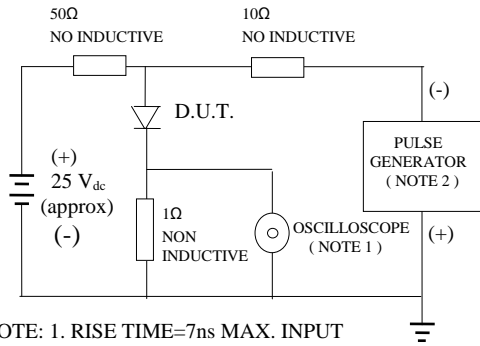 50Ω
NO INDUCTIVE
10Ω
NO INDUCTIVE
D.U.T.
(-)
PULSE
GENERATOR
( NOTE 2 )
(+)
25 Vdc
(approx)
(-)
1Ω
NON
INDUCTIVE
OSCILLOSCOPE
( NOTE 1 )
(+)
OTE: 1. RISE TIME=7ns MAX. INPUT